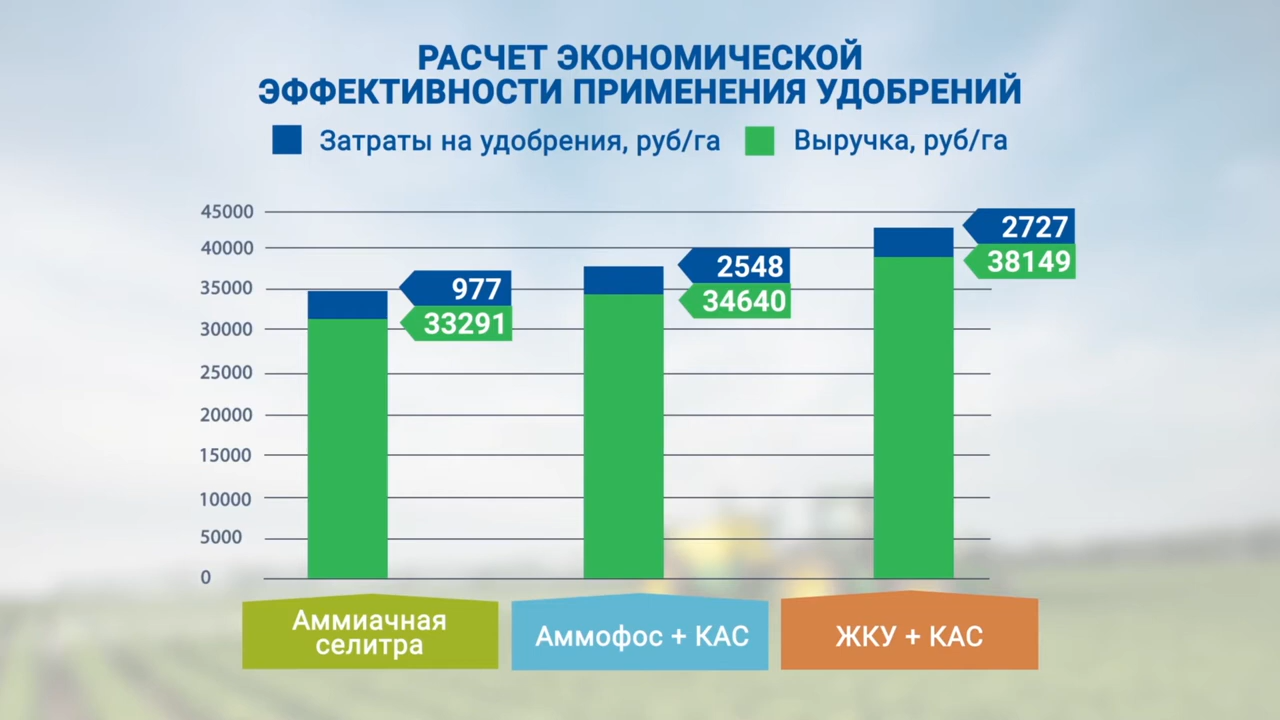 РАСЧЕТ ЭКОНОМИЧЕСКОЙ
ЭФФЕКТИВНОСТИ ПРИМЕНЕНИЯ УДОБРЕНИЙ
Затраты на удобрения, руб/га
Выручка, руб/га
45000
40000
35000
30000
25000
20000
15000
10000
5000
0
977
33291
2548
34640
2727
38149
Аммиачная
селитра
Аммофос + КАС
ЖКУ + КАС